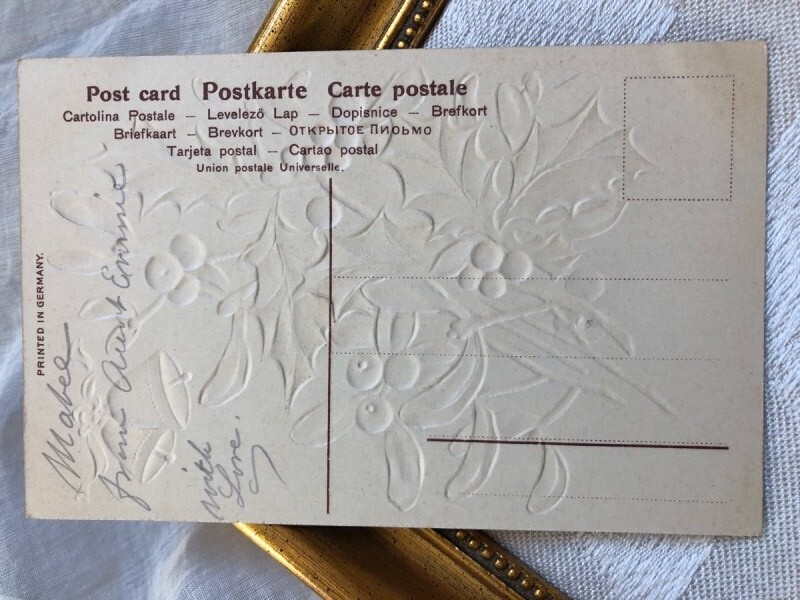 Post card Postkarte Carte postale
Cartolina Postale – Levelező Lap – Dopisnice – Brefkort
Briefkaart – Brevkort – ОТКРЫТОЕ ПИСЬМО
Tarjeta postal – Cartao postal
Union postale Universelle.
PRINTED IN GERMANY.
Mabel
from Aunt Emmie
with
Love.